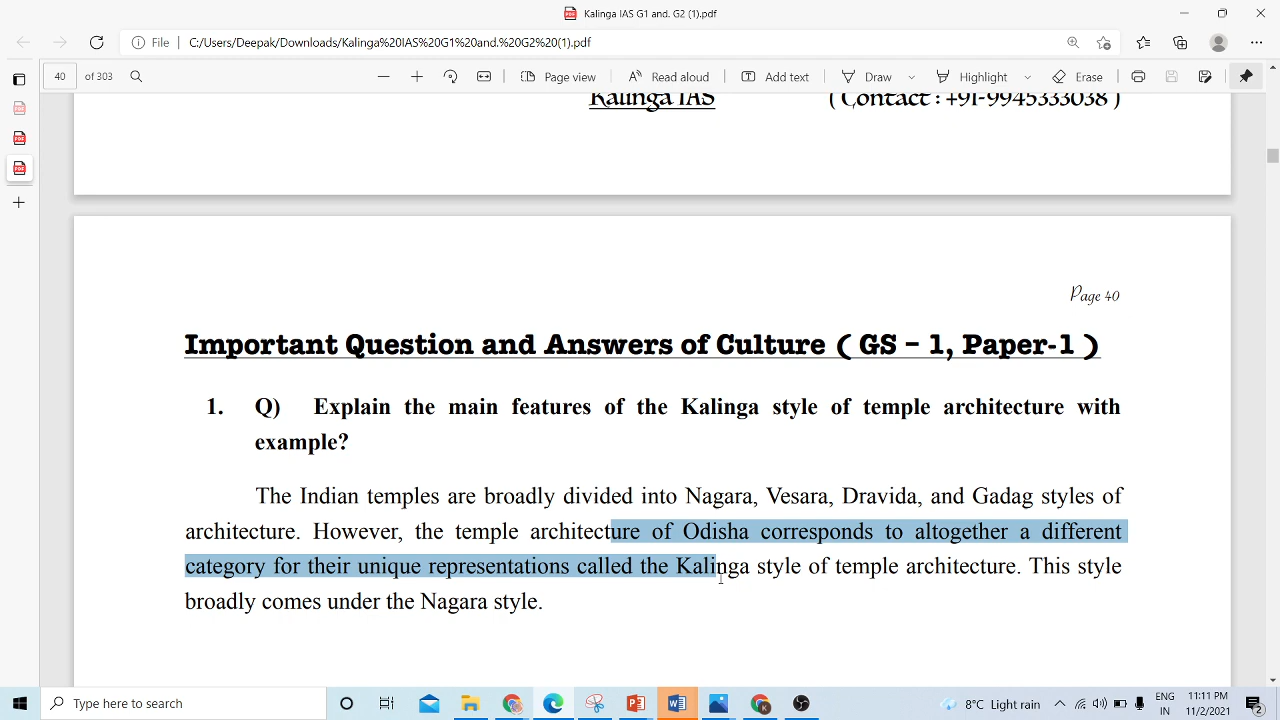 Kalinga IAS G1 and. G2 (1).pdf
File | C:/Users/Deepak/Downloads/Kalinga%20IAS%20G1%20and.%20G2%20(1).pdf
40 of 303 Page view Read aloud Add text Draw Highlight Erase
Kalinga IAS ( Contact : +91-9945333038 )
Page 40
Important Question and Answers of Culture ( GS – 1, Paper-1 )
1. Q) Explain the main features of the Kalinga style of temple architecture with
example?
The Indian temples are broadly divided into Nagara, Vesara, Dravida, and Gadag styles of
architecture. However, the temple architecture of Odisha corresponds to altogether a different
category for their unique representations called the Kalinga style of temple architecture. This style
broadly comes under the Nagara style.
Type here to search
8°C Light rain
ENG
IN
11:11 PM
11/2/2021
2